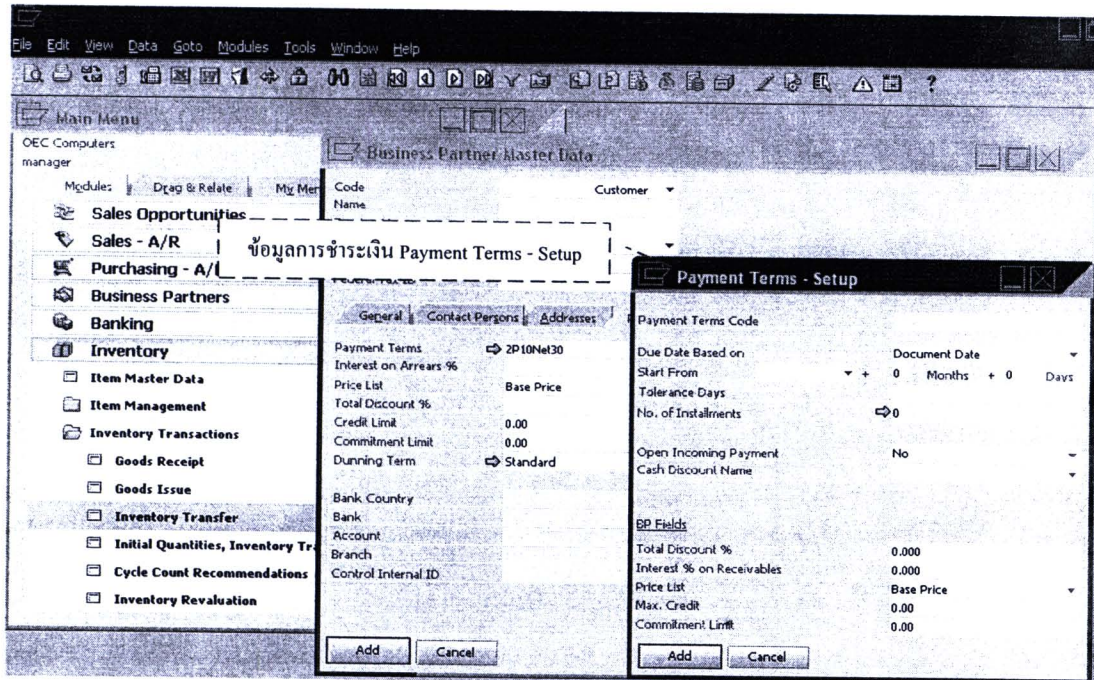 File Edit View Data Goto Modules Tools Window Help
Main Menu
OEC Computers
manager
Modules Drag & Relate My Men
Sales Opportunities
Sales - A/R
Purchasing - A/
Business Partners
Banking
Inventory
Item Master Data
Item Management
Inventory Transactions
Goods Receipt
Goods Issue
Inventory Transfer
Initial Quantities, Inventory Tr
Cycle Count Recommendations
Inventory Revaluation
Business Partner Master Data
Code Customer
Name
ข้อมูลการชำระเงิน Payment Terms - Setup
General Contact Persons Addresses
Payment Terms 2P10Net30
Interest on Arrears %
Price List Base Price
Total Discount %
Credit Limit 0.00
Commitment Limit 0.00
Dunning Term Standard
Bank Country
Bank
Account
Branch
Control Internal ID
Add Cancel
Payment Terms - Setup
Payment Terms Code
Due Date Based on Document Date
Start From + 0 Months + 0 Days
Tolerance Days
No. of Installments 0
Open Incoming Payment No
Cash Discount Name
BP Fields
Total Discount % 0.000
Interest % on Receivables 0.000
Price List Base Price
Max. Credit 0.00
Commitment Limit 0.00
Add Cancel